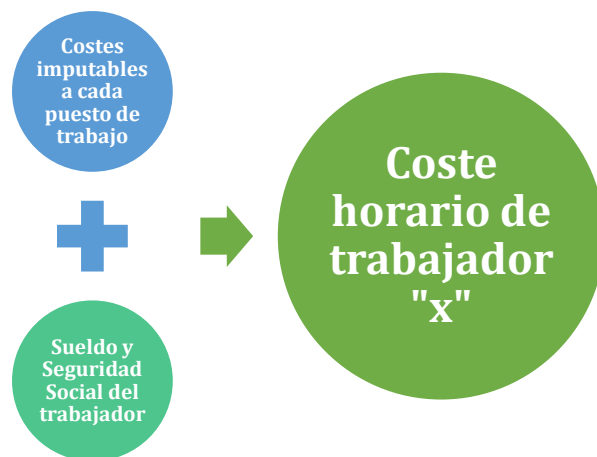 Costes
imputables
a cada
puesto de
trabajo
Sueldo y
Seguridad
Social del
trabajador
Coste
horario de
trabajador
"x"